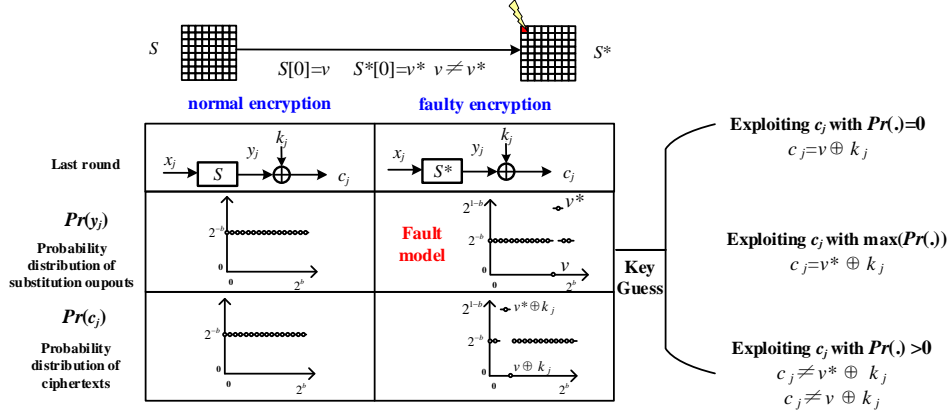 S
S*
S[0]=v S*[0]=v* v≠v*
normal encryption
faulty encryption
Last round
x_j
S
y_j
k_j
c_j
x_j
S*
y_j
k_j
c_j
Pr(y_j)
Probability
distribution of
substitution oupouts
2^-b
0
0
2^b
Fault
model
2^1-b
v*
2^-b
0
v
0
2^b
Pr(c_j)
Probability
distribution of
ciphertexts
2^-b
0
0
2^b
2^1-b
v*⊕k_j
2^-b
0
v⊕k_j
0
2^b
Key
Guess
Exploiting c_j with Pr(.)=0
c_j=v⊕k_j
Exploiting c_j with max(Pr(.))
c_j=v* ⊕ k_j
Exploiting c_j with Pr(.) >0
c_j≠v* ⊕ k_j
c_j≠v ⊕ k_j